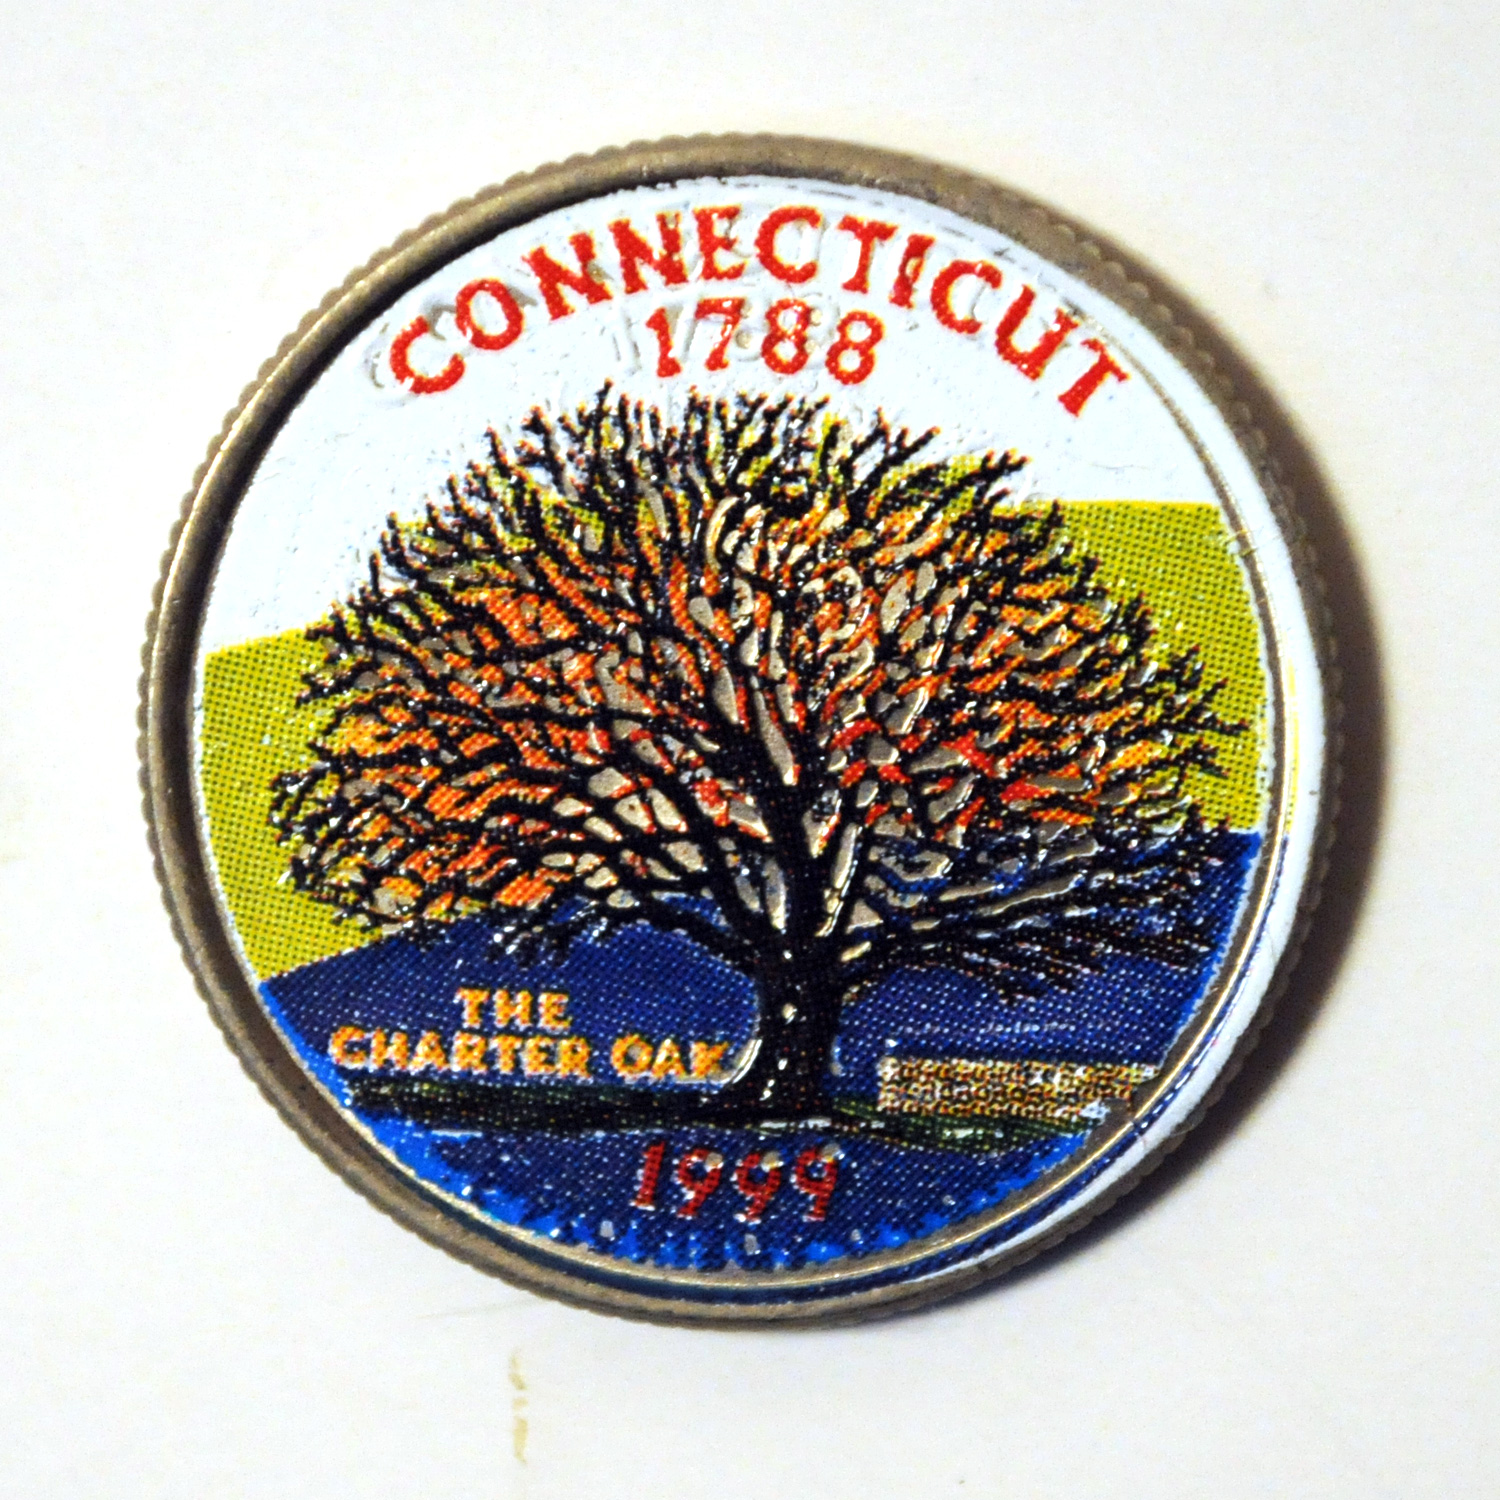 CONNECTICUT
1788
THE
CHARTER OAK
1999